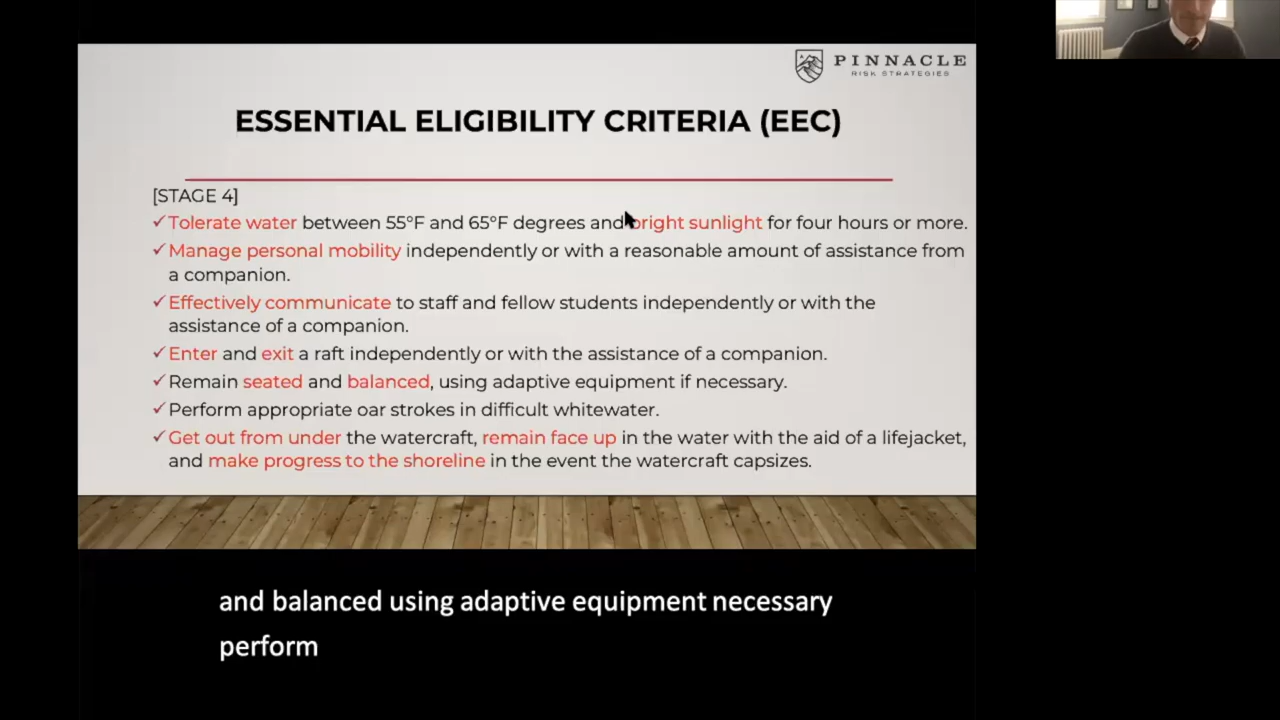 PINNACLE
RISK STRATEGIES
ESSENTIAL ELIGIBILITY CRITERIA (EEC)
[STAGE 4]
✓Tolerate water between 55°F and 65°F degrees and bright sunlight for four hours or more.
✓Manage personal mobility independently or with a reasonable amount of assistance from
a companion.
✓Effectively communicate to staff and fellow students independently or with the
assistance of a companion.
✓Enter and exit a raft independently or with the assistance of a companion.
✓Remain seated and balanced, using adaptive equipment if necessary.
✓Perform appropriate oar strokes in difficult whitewater.
✓Get out from under the watercraft, remain face up in the water with the aid of a lifejacket,
and make progress to the shoreline in the event the watercraft capsizes.
and balanced using adaptive equipment necessary
perform